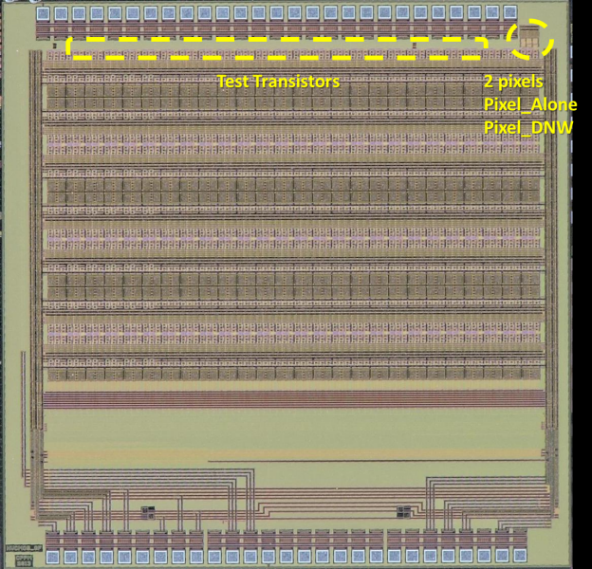 Test Transistors
2 pixels
Pixel_Alone
Pixel_DNW